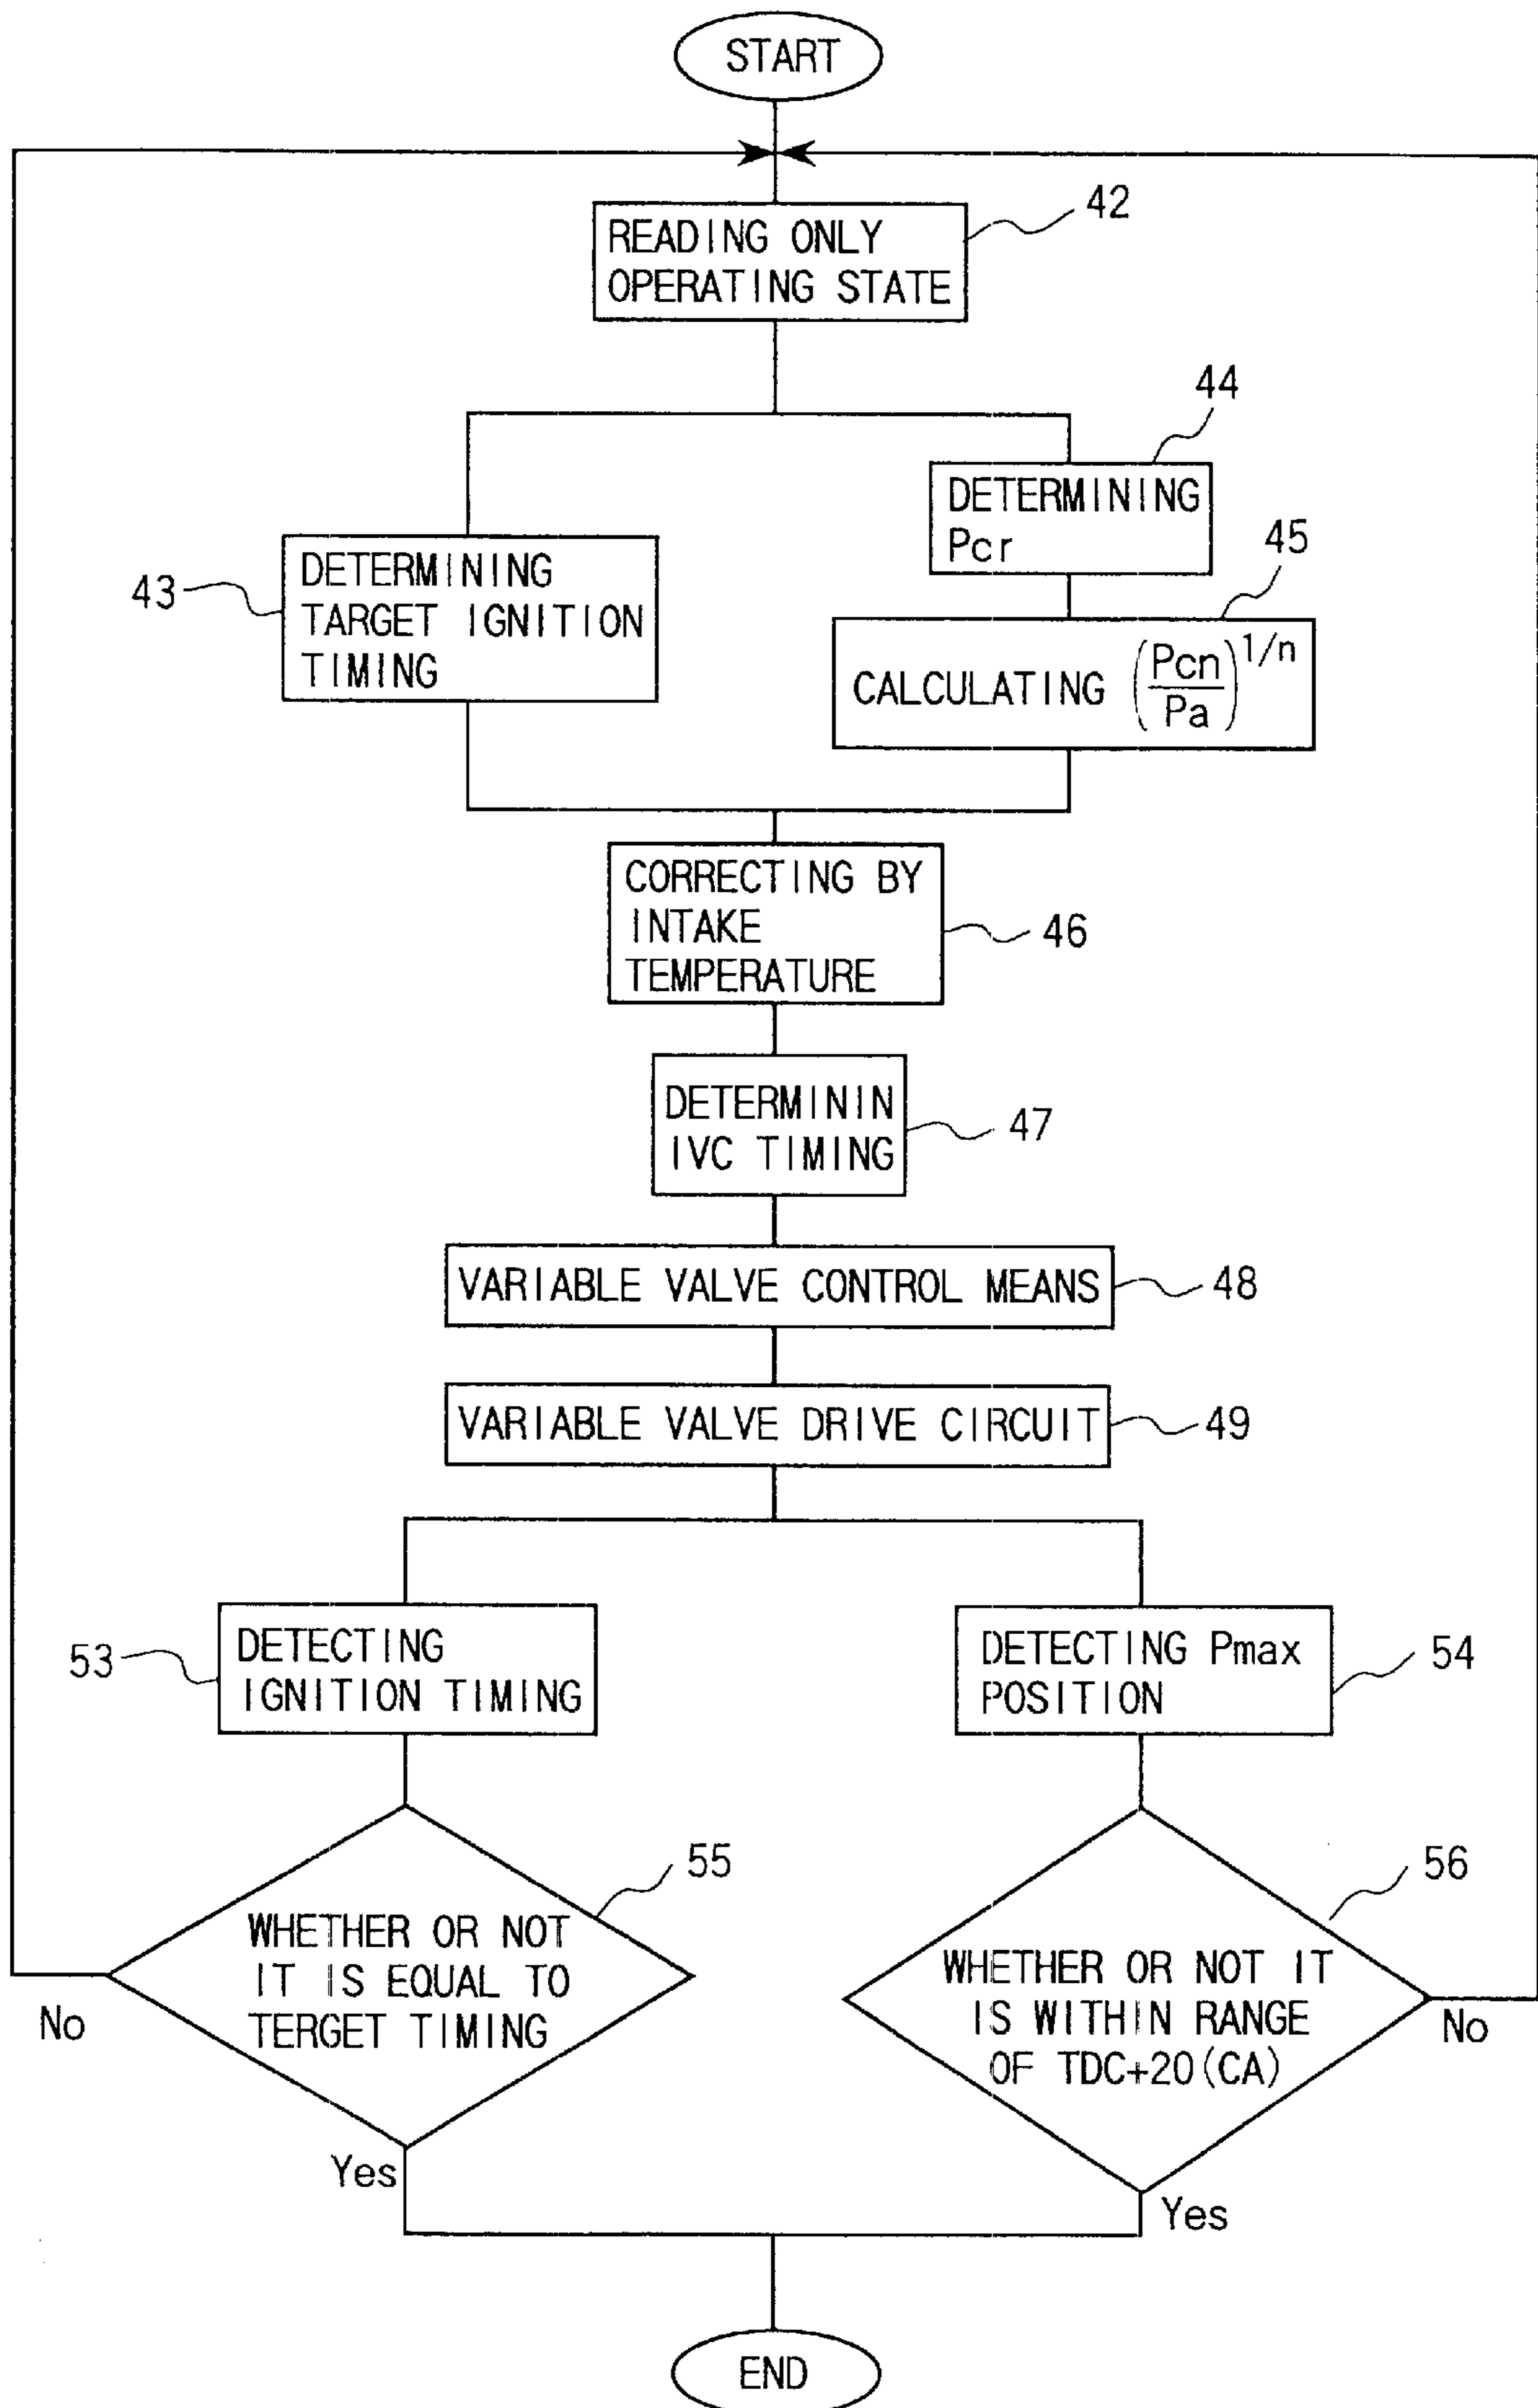 START
42
READING ONLY
OPERATING STATE
44
DETERMINING
Pcr
43
DETERMINING
TARGET IGNITION
TIMING
45
CALCULATING (Pcn/Pa)^1/n
CORRECTING BY
INTAKE
TEMPERATURE
46
DETERMININ
IVC TIMING
47
VARIABLE VALVE CONTROL MEANS
48
VARIABLE VALVE DRIVE CIRCUIT
49
53
DETECTING
IGNITION TIMING
DETECTING Pmax
POSITION
54
55
WHETHER OR NOT
IT IS EQUAL TO
TERGET TIMING
No
Yes
56
WHETHER OR NOT IT
IS WITHIN RANGE
OF TDC+20(CA)
No
Yes
END